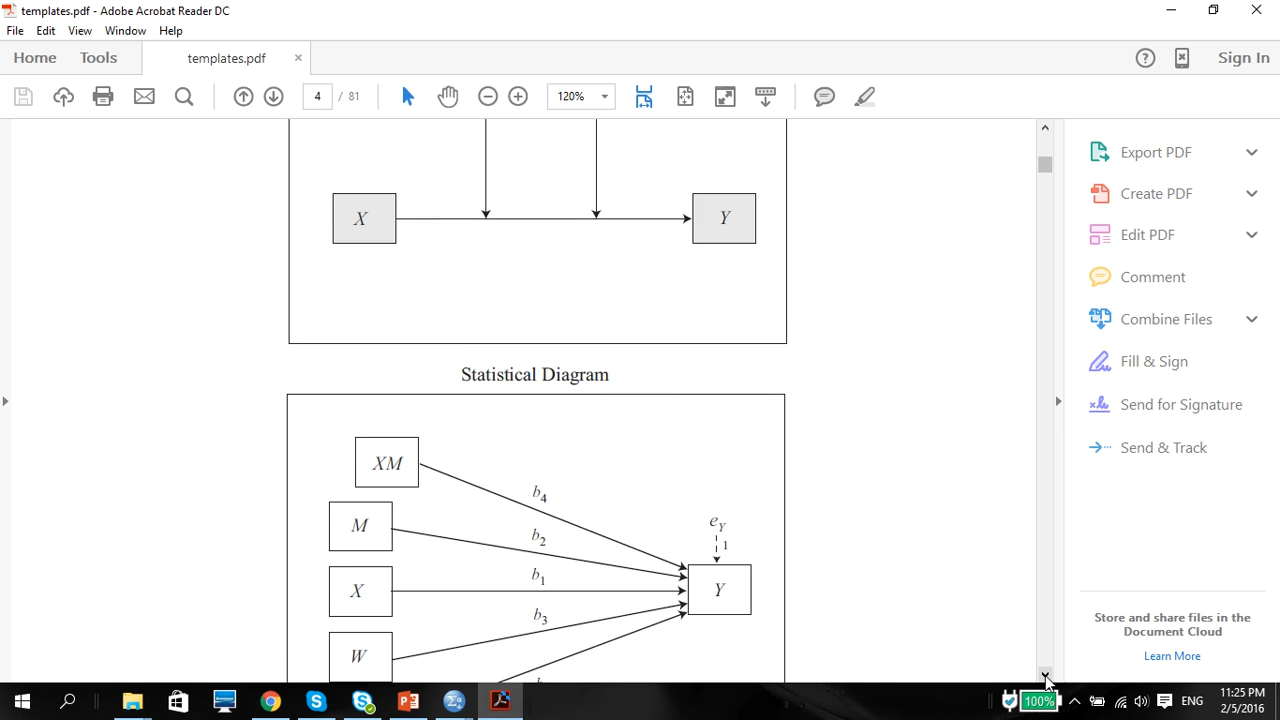 templates.pdf - Adobe Acrobat Reader DC
File Edit View Window Help
Home Tools templates.pdf × Sign In
4 / 81 120%
X Y
Statistical Diagram
XM
b4
M
eY
b2
1
b1
X
Y
b3
W
Export PDF
Create PDF
Edit PDF
Comment
Combine Files
Fill & Sign
Send for Signature
Send & Track
Store and share files in the
Document Cloud
Learn More
100% ENG
11:25 PM
2/5/2016